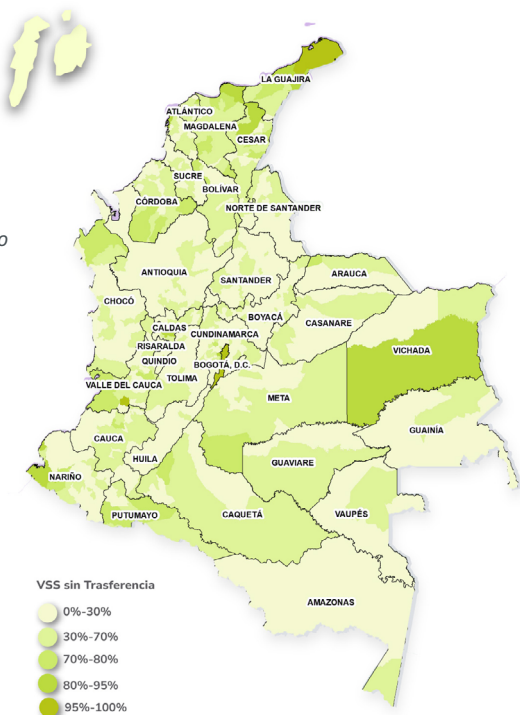 LA GUAJIRA
ATLÁNTICO
MAGDALENA
CESAR
SUCRE
BOLÍVAR
CÓRDOBA
NORTE DE SANTANDER
O
ANTIOQUIA
ARAUCA
SANTANDER
CHOCÓ
BOYACÁ
CASANARE
CALDAS
CUNDINAMARCA
RISARALDA
VICHADA
QUINDIO
BOGOTÁ, D.C.
TOLIMA
VALLE DEL CAUCA
META
GUAINÍA
CAUCA
HUILA
GUAVIARE
NARIÑO
PUTUMAYO
CAQUETÁ
VAUPÉS
AMAZONAS
VSS sin Trasferencia
0%-30%
30%-70%
70%-80%
80%-95%
95%-100%